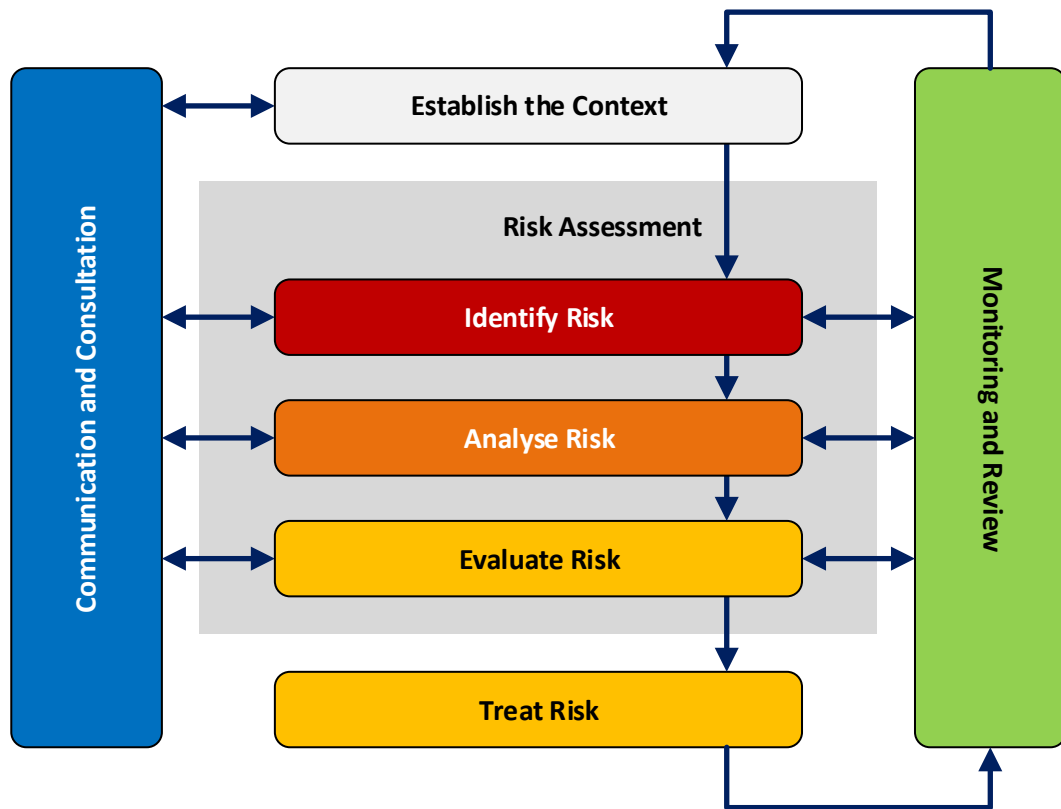 Establish the Context
Communication and Consultation
Risk Assessment
Identify Risk
Analyse Risk
Evaluate Risk
Treat Risk
Monitoring and Review